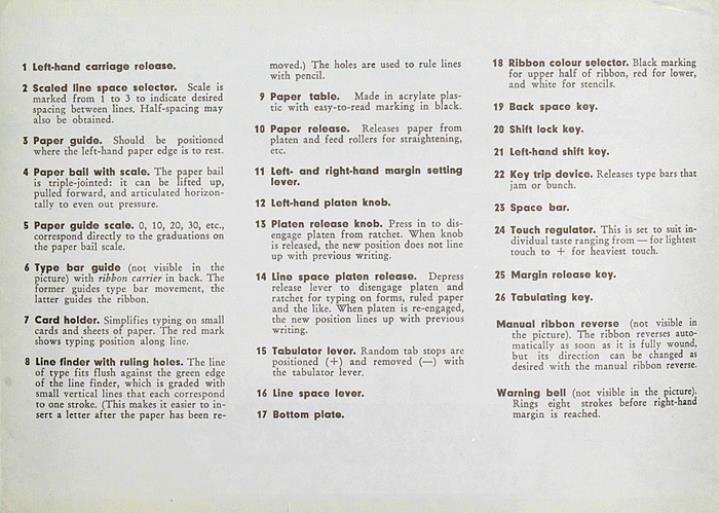 1 Left-hand carriage release.
2 Scaled line space selector. Scale is
marked from 1 to 3 to indicate desired
spacing between lines. Half-spacing may
also be obtained.
3 Paper guide. Should be positioned
where the left-hand paper edge is to rest.
4 Paper bail with scale. The paper bail
is triple-jointed: it can be lifted up,
pulled forward, and articulated horizon-
tally to even out pressure.
5 Paper guide scale. 0, 10, 20, 30, etc.,
correspond directly to the graduations on
the paper bail scale.
6 Type bar guide (not visible in the
picture) with ribbon carrier in back. The
former guides type bar movement, the
latter guides the ribbon.
7 Card holder. Simplifies typing on small
cards and sheets of paper. The red mark
shows typing position along line.
8 Line finder with ruling holes. The line
of type fits flush against the green edge
of the line finder, which is graded with
small vertical lines that each correspond
to one stroke. (This makes it easier to in-
sert a letter after the paper has been re-
moved.) The holes are used to rule lines
with pencil.
9 Paper table. Made in acrylate plas-
tic with easy-to-read marking in black.
10 Paper release. Releases paper from
platen and feed rollers for straightening,
etc.
11 Left- and right-hand margin setting
lever.
12 Left-hand platen knob.
13 Platen release knob. Press in to dis-
engage platen from ratchet. When knob
is released, the new position does not line
up with previous writing.
14 Line space platen release. Depress
release lever to disengage platen and
ratchet for typing on forms, ruled paper
and the like. When platen is re-engaged,
the new position lines up with previous
writing.
15 Tabulator lever. Random tab stops are
positioned (+) and removed (—) with
the tabulator lever.
16 Line space lever.
17 Bottom plate.
18 Ribbon colour selector. Black marking
for upper half of ribbon, red for lower,
and white for stencils.
19 Back space key.
20 Shift lock key.
21 Left-hand shift key.
22 Key trip device. Releases type bars that
jam or bunch.
23 Space bar.
24 Touch regulator. This is set to suit in-
dividual taste ranging from — for lightest
touch to + for heaviest touch.
25 Margin release key.
26 Tabulating key.
Manual ribbon reverse (not visible in
the picture). The ribbon reverses auto-
matically as soon as it is fully wound,
but its direction can be changed as
desired with the manual ribbon reverse.
Warning bell (not visible in the picture).
Rings eight strokes before right-hand
margin is reached.